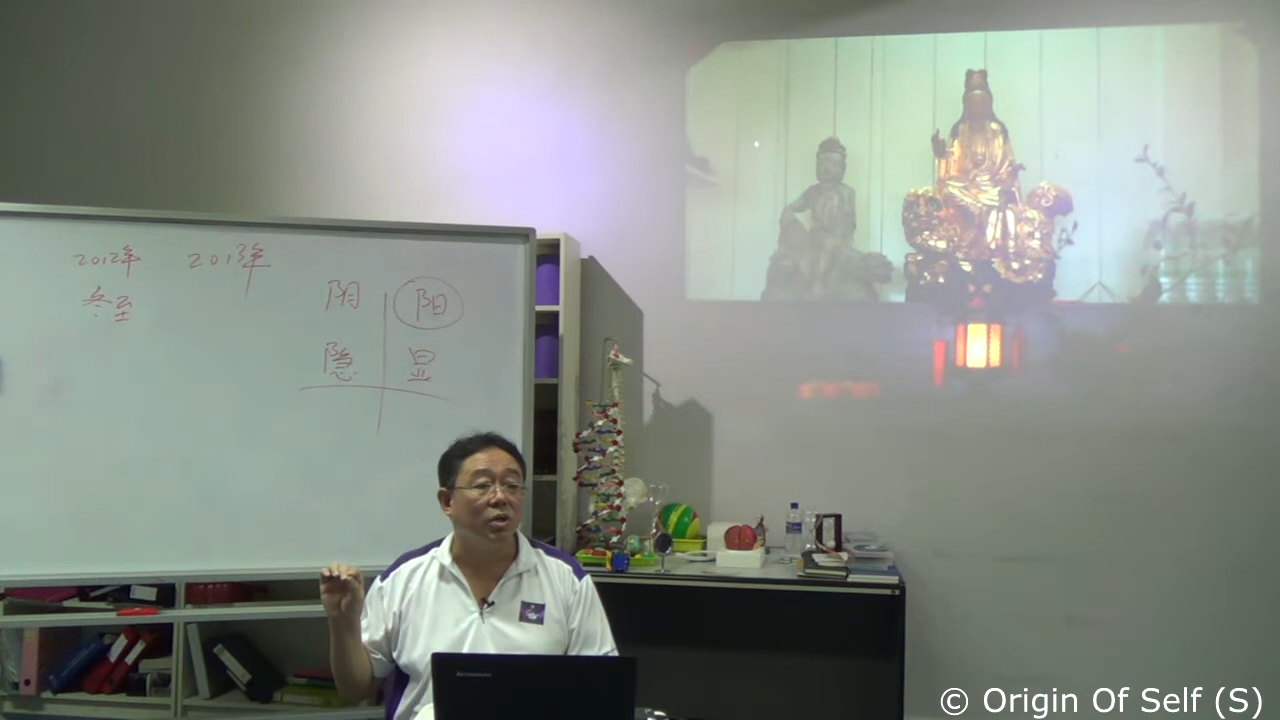 2012年 2013年
冬至
阴 阳
隐 显
lenovo
© Origin Of Self (S)